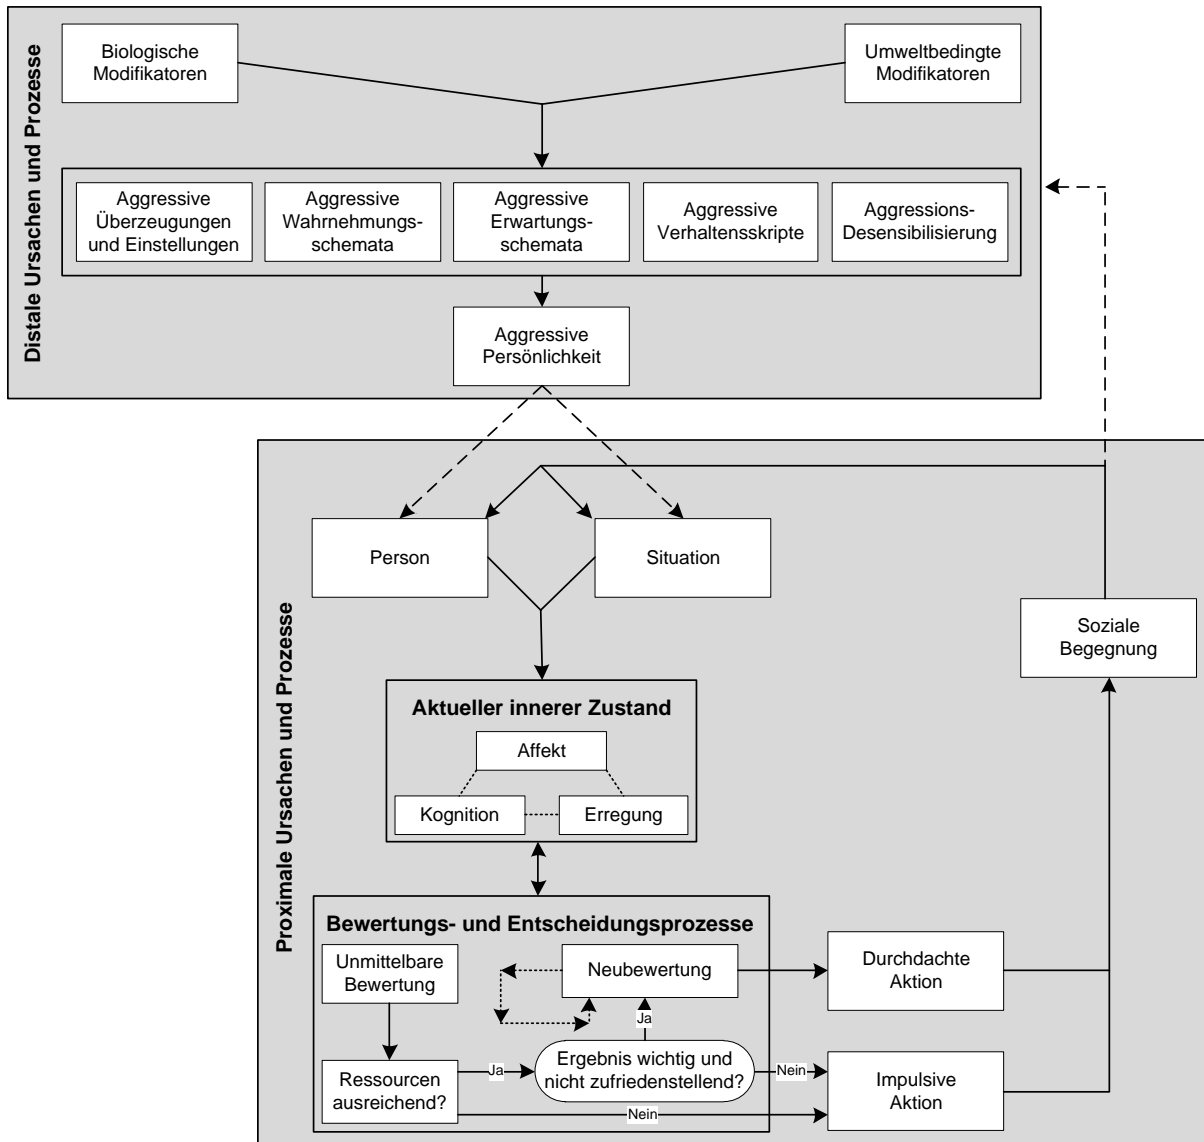 Distale Ursachen und Prozesse
Biologische
Modifikatoren
Umweltbedingte
Modifikatoren
Aggressive
Überzeugungen
und Einstellungen
Aggressive
Wahrnehmungs-
schemata
Aggressive
Erwartungs-
schemata
Aggressive
Verhaltensskripte
Aggressions-
Desensibilisierung
Aggressive
Persönlichkeit
Proximale Ursachen und Prozesse
Person
Situation
Soziale
Begegnung
Aktueller innerer Zustand
Affekt
Kognition
Erregung
Bewertungs- und Entscheidungsprozesse
Unmittelbare
Bewertung
Neubewertung
Durchdachte
Aktion
Ja
Ressourcen
ausreichend?
Ja
Ergebnis wichtig und
nicht zufriedenstellend?
Nein
Impulsive
Aktion
Nein